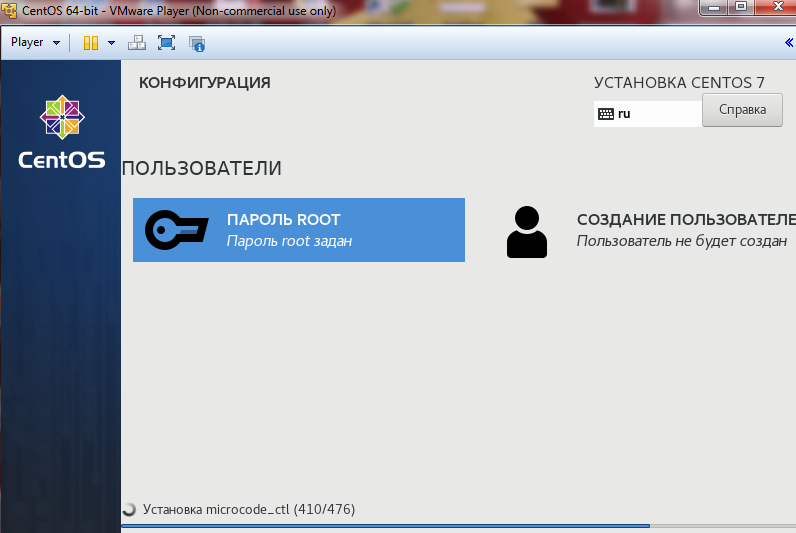 CentOS 64-bit - VMware Player (Non-commercial use only)
Player
КОНФИГУРАЦИЯ
УСТАНОВКА CENTOS 7
ru
Справка
CentOS
ПОЛЬЗОВАТЕЛИ
ПАРОЛЬ ROOT
Пароль root задан
СОЗДАНИЕ ПОЛЬЗОВАТЕЛЕ
Пользователь не будет создан
Установка microcode_ctl (410/476)